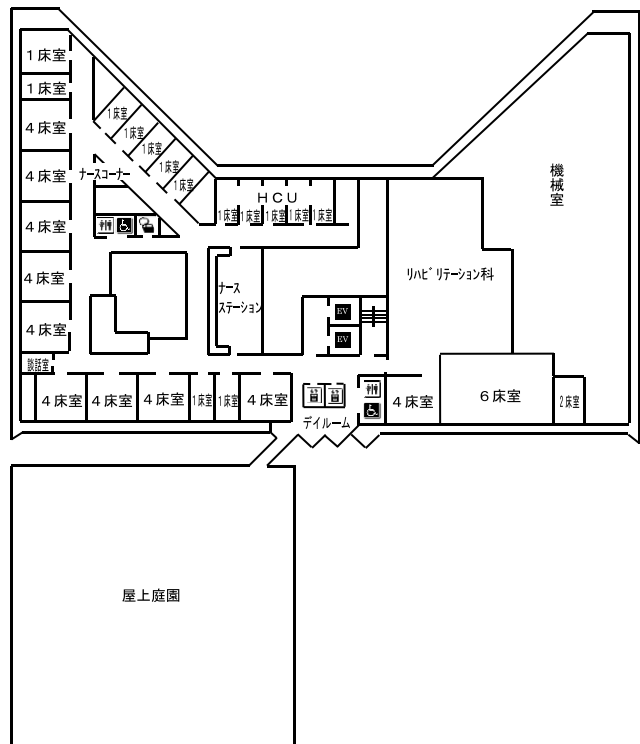 １床室
１床室
４床室
４床室
４床室
４床室
４床室
談話室
ナースコーナー
１床室
１床室
１床室
１床室
１床室
ＨＣＵ
１床室
１床室
１床室
１床室
１床室
ナース
ステーション
EV
EV
ﾘﾊﾋﾞﾘﾃｰｼｮﾝ科
機械室
４床室
４床室
４床室
１床室
１床室
４床室
デイルーム
４床室
６床室
２床室
屋上庭園